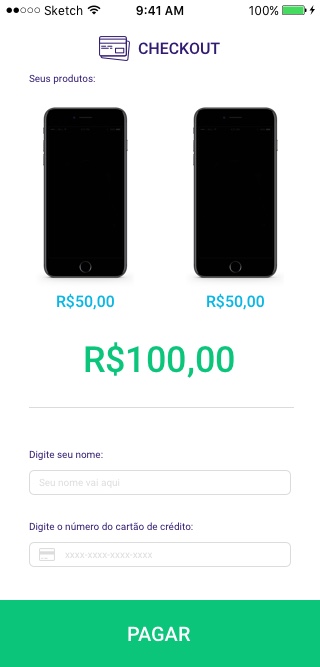 Sketch 9:41 AM 100%
CHECKOUT
Seus produtos:
R$50,00 R$50,00
R$100,00
Digite seu nome:
Seu nome vai aqui
Digite o número do cartão de crédito:
xxxx-xxxx-xxxx-xxxx
PAGAR